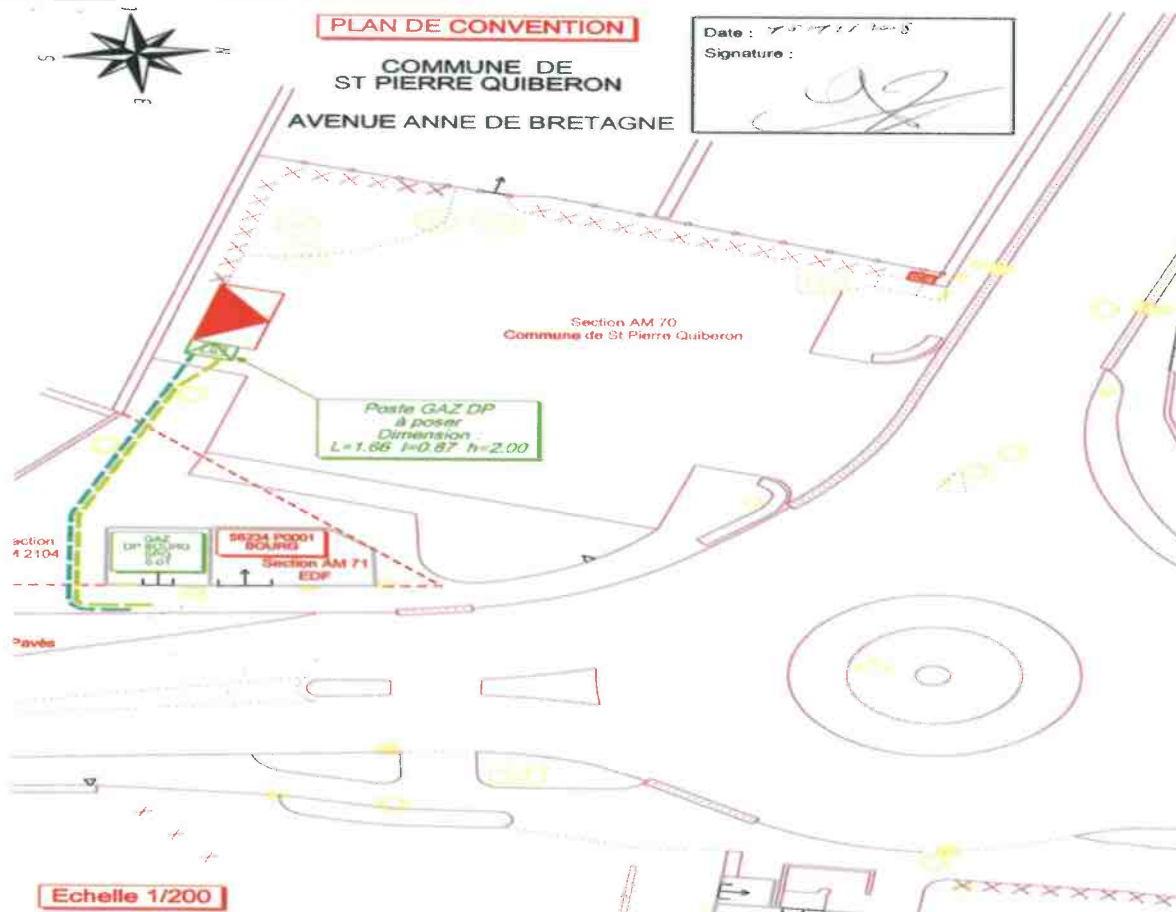 PLAN DE CONVENTION
COMMUNE DE
ST PIERRE QUIBERON
AVENUE ANNE DE BRETAGNE
Date :
Signature :
S
E
Section AM 70
Commune de St Pierre Quiberon
Poste GAZ DP
à poser
Dimension :
L=1.66 l=0.87 h=2.00
GAZ
DP BOURG
56234 P0001
BOURG
Section AM 71
EDF
Pavés
Echelle 1/200